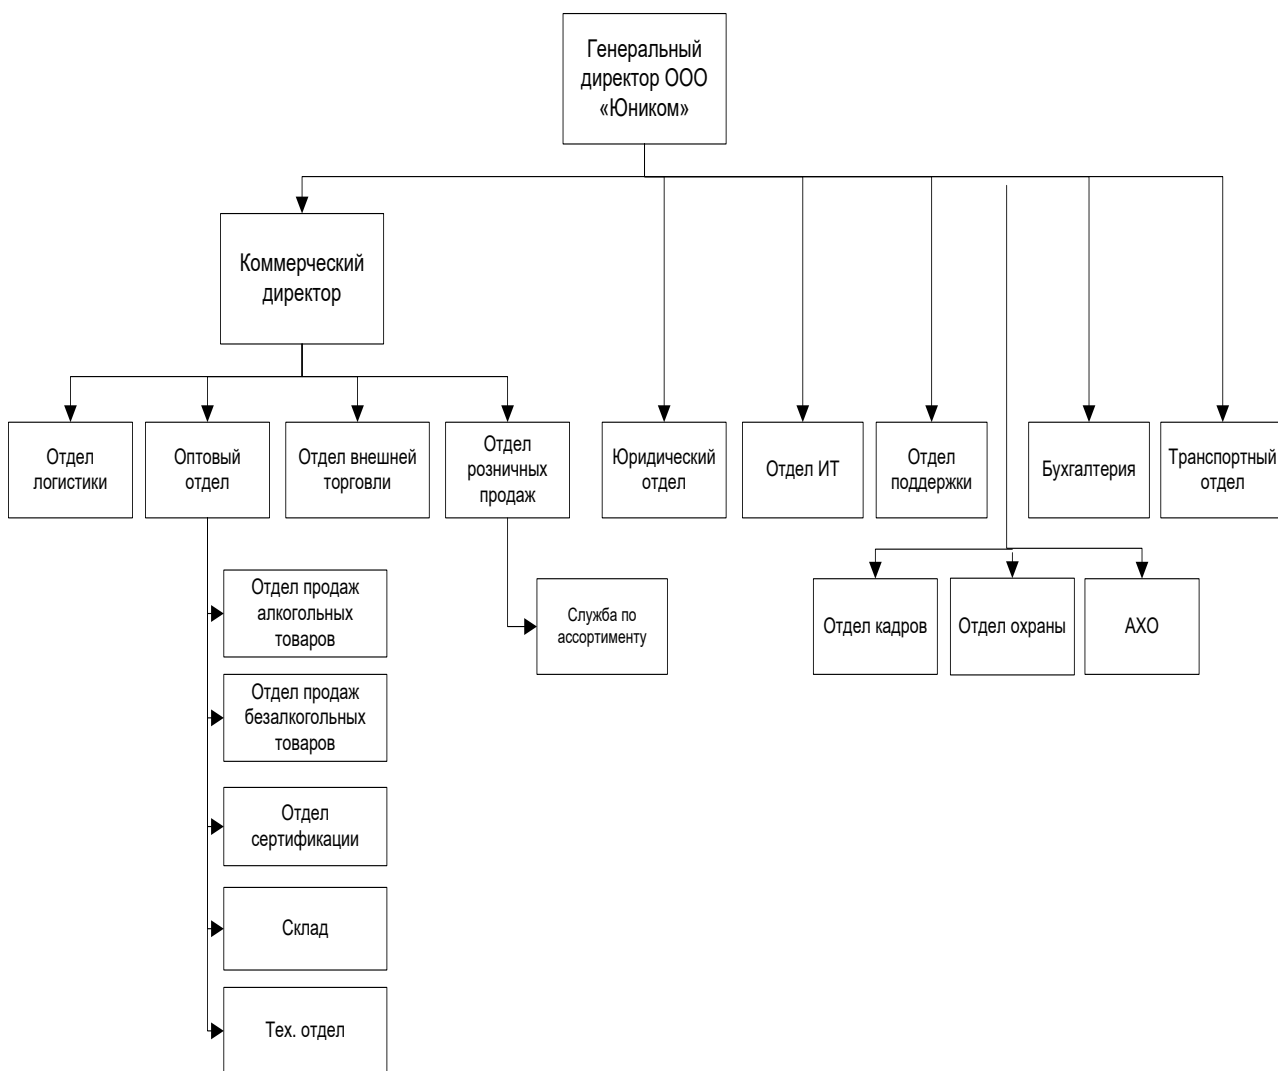 Генеральный
директор ООО
«Юником»
Коммерческий
директор
Отдел
логистики
Оптовый
отдел
Отдел внешней
торговли
Отдел
розничных
продаж
Юридический
отдел
Отдел ИТ
Отдел
поддержки
Бухгалтерия
Транспортный
отдел
Отдел продаж
алкогольных
товаров
Служба по
ассортименту
Отдел кадров
Отдел охраны
АХО
Отдел продаж
безалкогольных
товаров
Отдел
сертификации
Склад
Тех. отдел